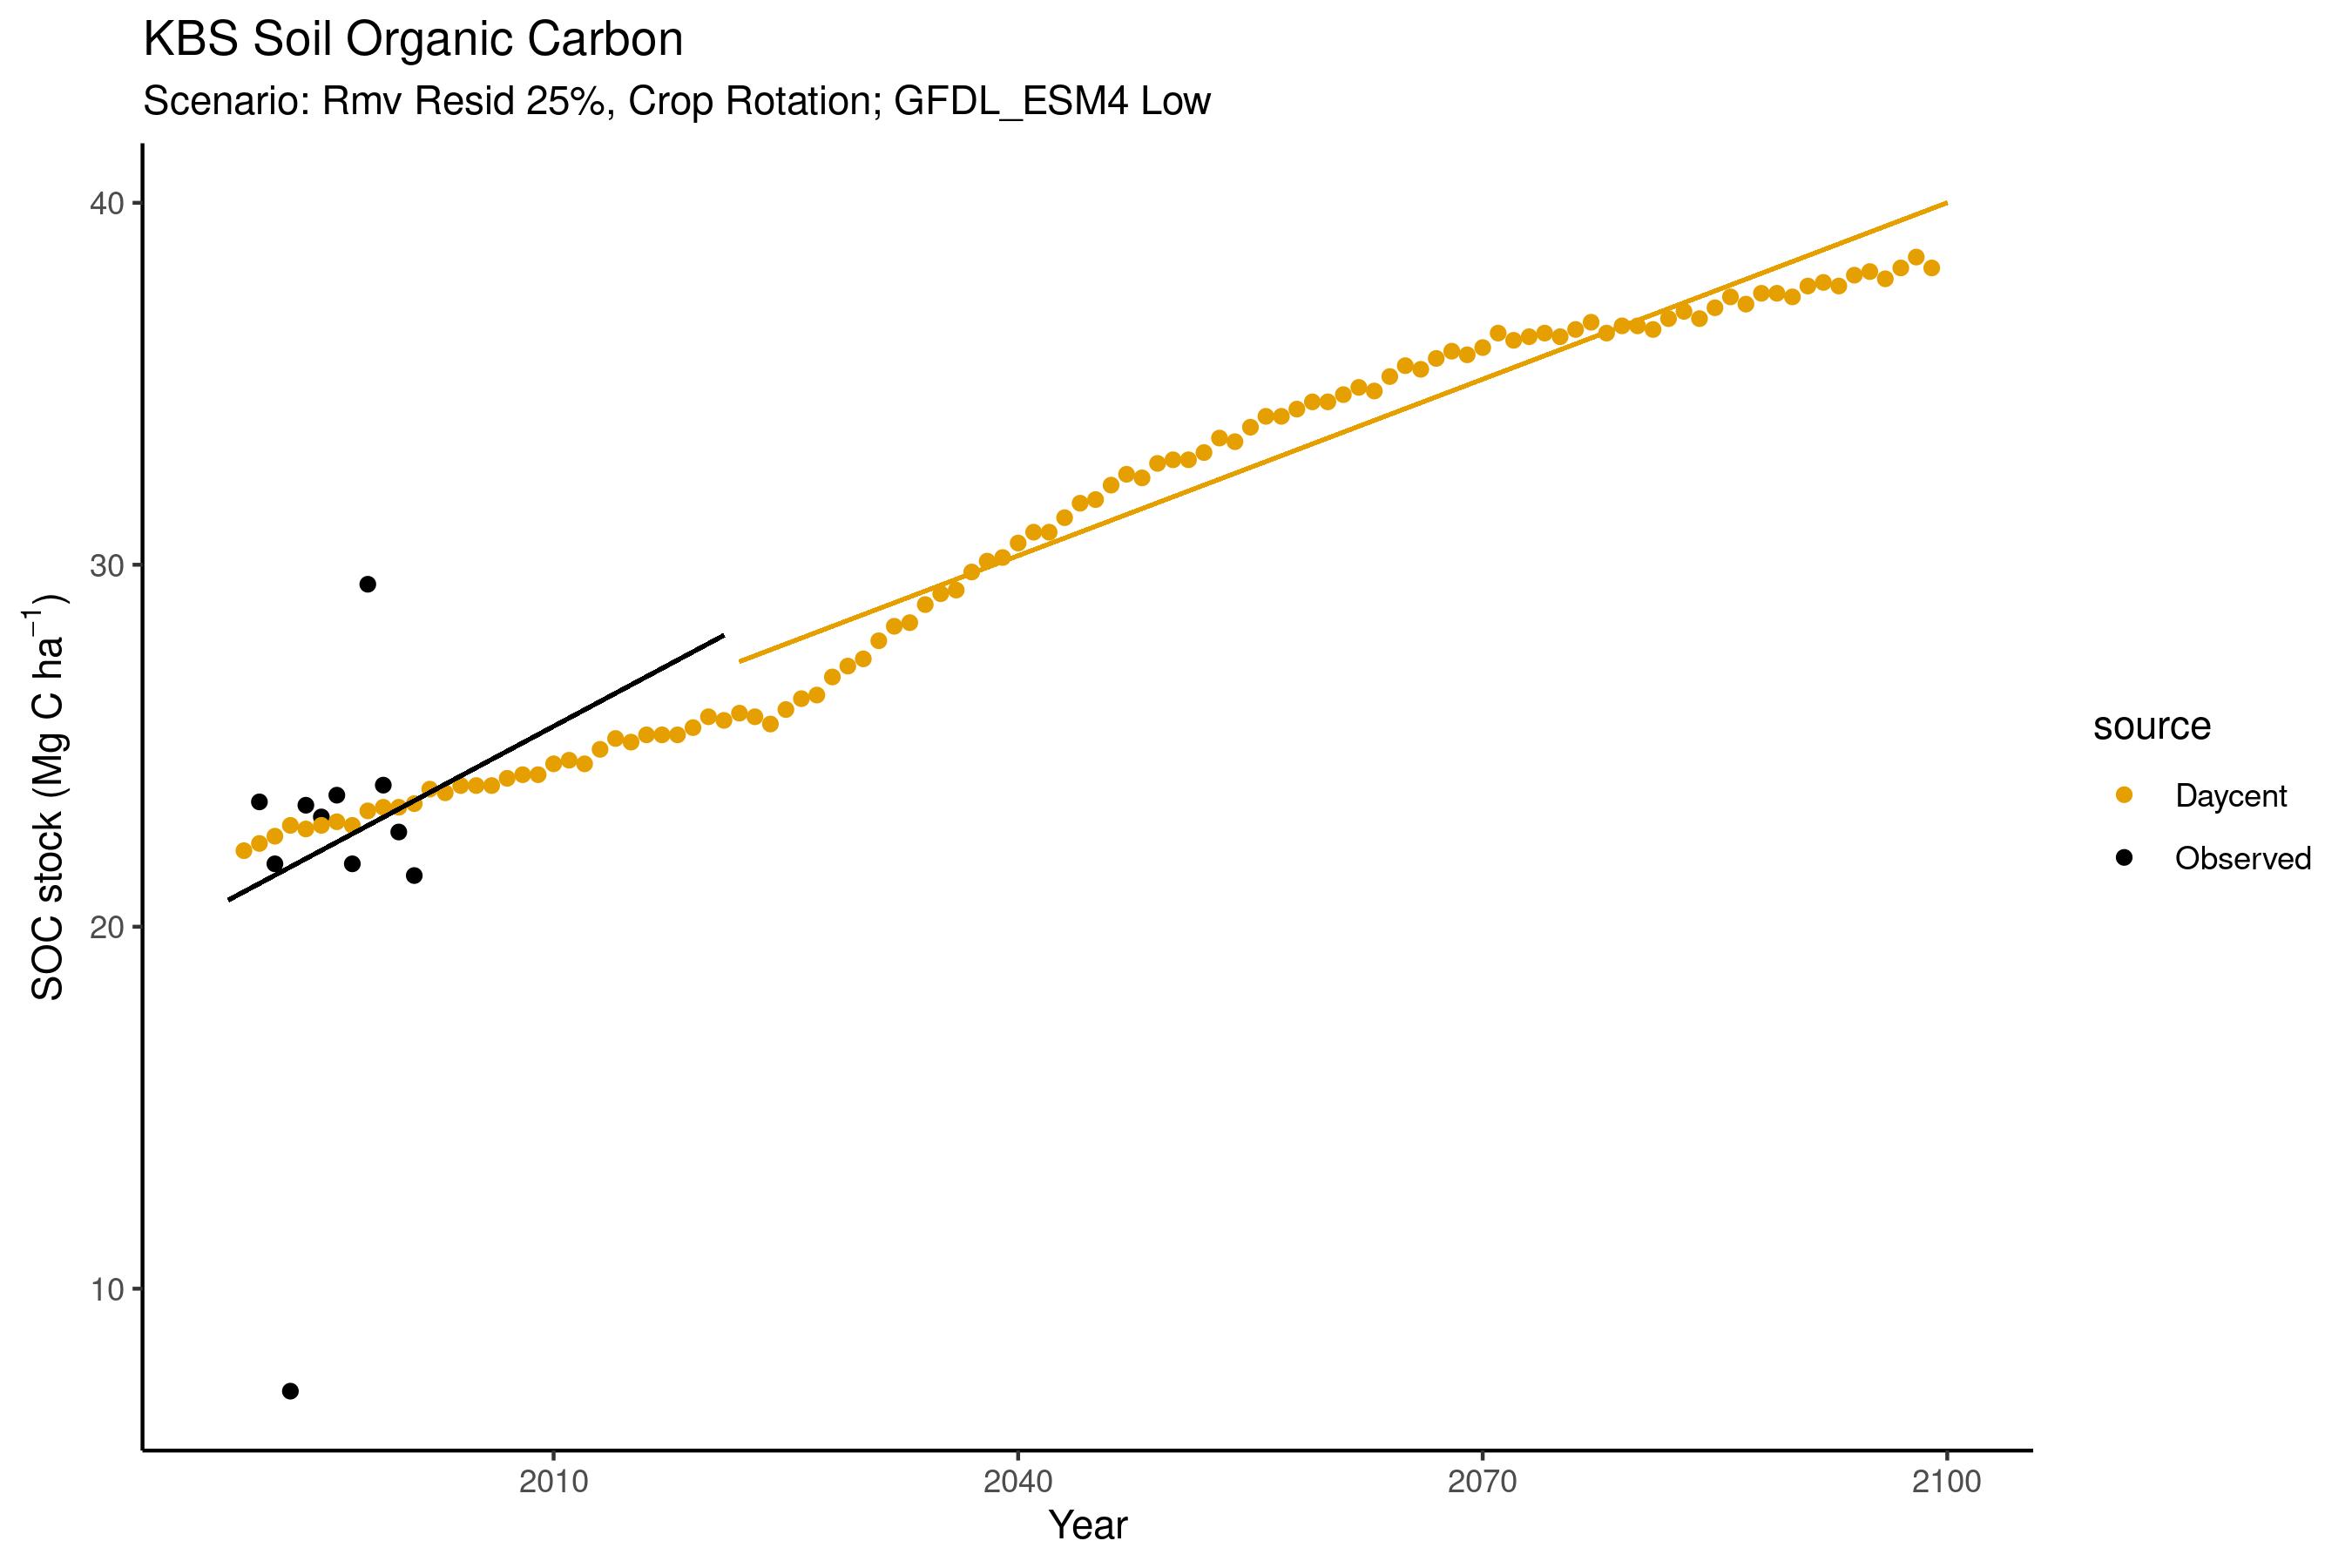 KBS Soil Organic Carbon
Scenario: Rmv Resid 25%, Crop Rotation; GFDL_ESM4 Low
SOC stock (Mg C ha⁻¹)
40
30
20
10
2010 2040 2070 2100
Year
source
Daycent
Observed